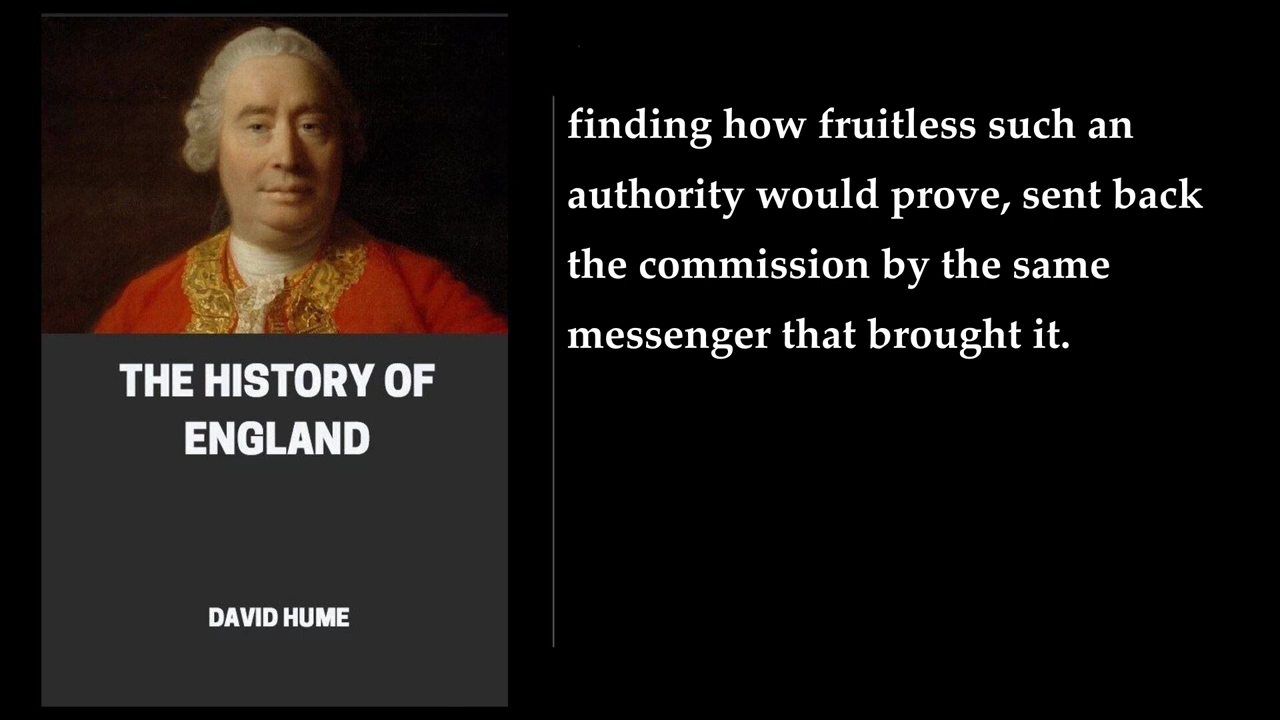 THE HISTORY OF
ENGLAND
DAVID HUME
finding how fruitless such an
authority would prove, sent back
the commission by the same
messenger that brought it.